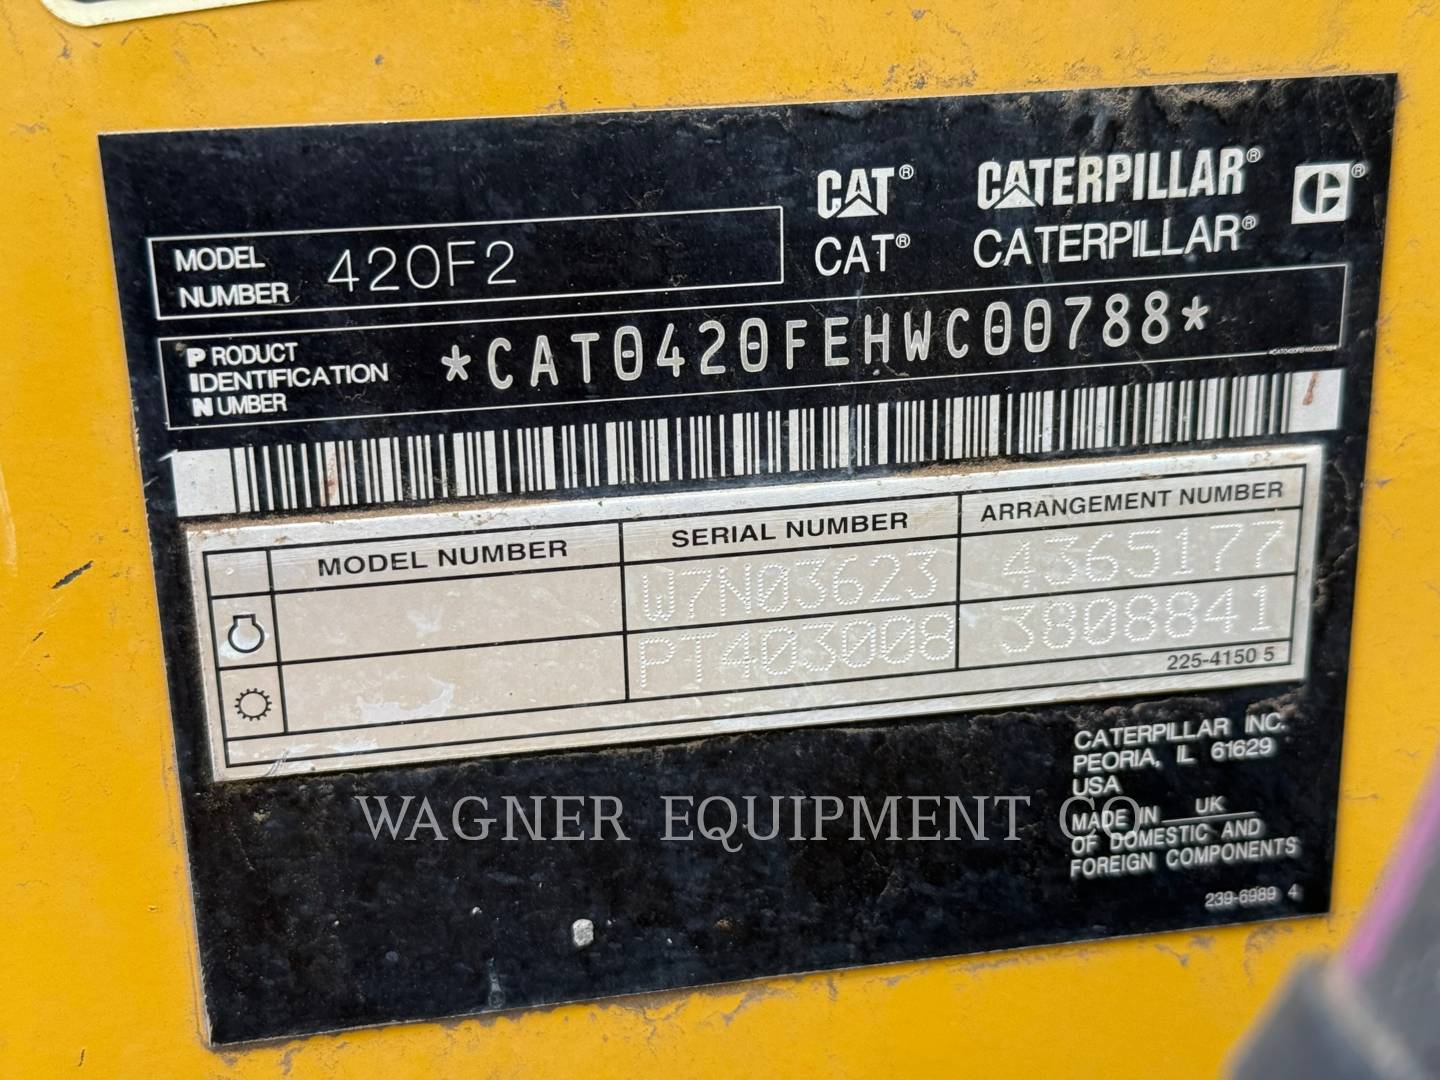 CAT® CATERPILLAR®
CAT® CATERPILLAR®
MODEL NUMBER 420F2
PRODUCT IDENTIFICATION NUMBER *CAT0420FEHWC00788*
*CAT0420FEHWC00788*
MODEL NUMBER SERIAL NUMBER ARRANGEMENT NUMBER
W7N03623 4365177
PT403008 3808841
225-4150 5
CATERPILLAR INC.
PEORIA, IL 61629
USA
MADE IN UK
OF DOMESTIC AND
FOREIGN COMPONENTS
239-6989 4
WAGNER EQUIPMENT CO